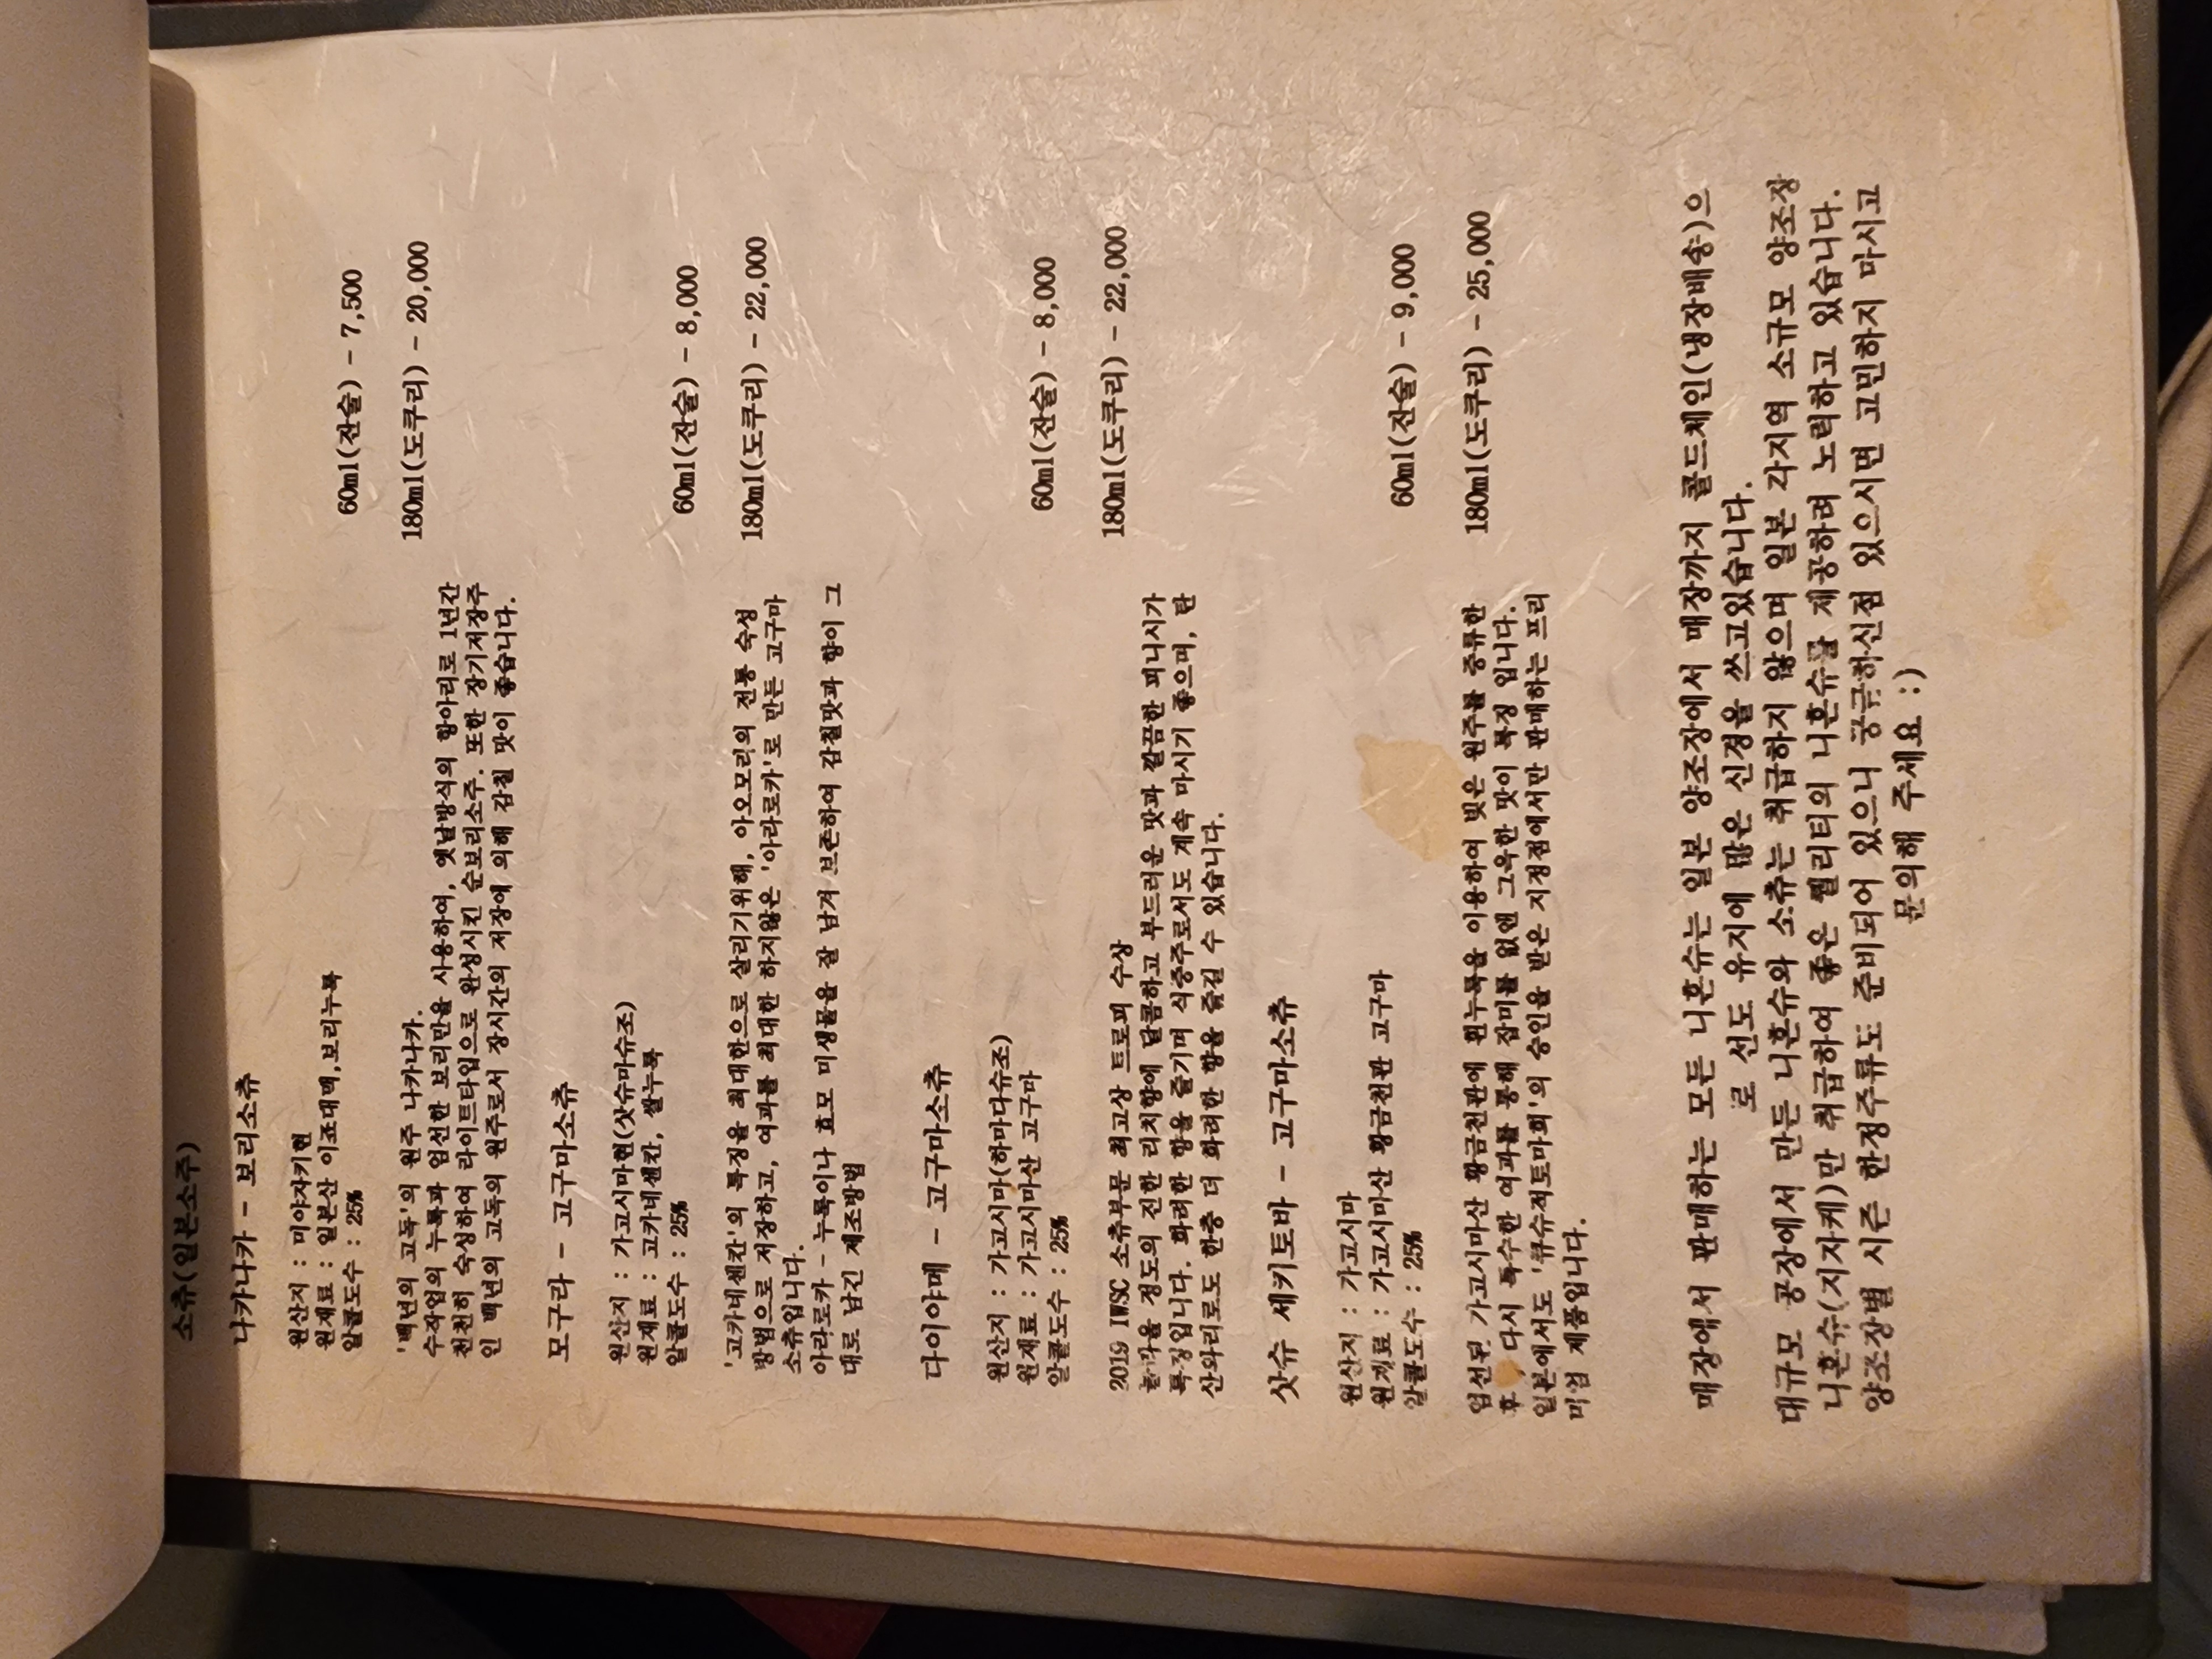 소츄(일본소주)
나카나카 - 보리소츄
원산지 : 미야자키현
원재료 : 일본산 이조대맥,보리누룩
알콜도수 : 25%
60ml(잔술) - 7,500
180ml(도쿠리) - 20,000
'백년의 고독'의 원주 나카나카.
수작업의 누룩과 엄선한 보리만을 사용하여, 옛날방식의 항아리로 1년간
천천히 숙성하여 라이트타입으로 완성시킨 순보리소주. 또한 장기저장주
인 백년의 고독의 원주로서 장시간의 저장에 의해 감칠 맛이 좋습니다.
모구라 - 고구마소츄
원산지 : 가고시마현(삿슈마슈조)
원재료 : 고카네센칸, 쌀누룩
알콜도수 : 25%
60ml(잔술) - 8,000
180ml(도쿠리) - 22,000
'고카네센칸'의 특징을 최대한으로 살리기위해, 아오모리의 전통 숙성
방법으로 저장하고, 여과를 최대한 하지않은 '아라로카'로 만든 고구마
소츄입니다.
아라로카 - 누룩이나 효모 미생물을 잘 남겨 보존하여 감칠맛과 향이 그
대로 남긴 제조방법
다이야메 - 고구마소츄
원산지 : 가고시마(하마다슈조)
원재료 : 가고시마산 고구마
알콜도수 : 25%
60ml(잔술) - 8,000
180ml(도쿠리) - 22,000
2019 IWSC 소츄부문 최고상 트로피 수상
놀라울 정도의 진한 리치향에 달콤하고 부드러운 맛과 깔끔한 피니시가
특징입니다. 화려한 향을 즐기며 식중주로서도 계속 마시기 좋으며, 탄
산와리로도 한층 더 화려한 향을 즐길 수 있습니다.
삿슈 세키토바 - 고구마소츄
원산지 : 가고시마
원재료 : 가고시마산 황금천관 고구마
알콜도수 : 25%
60ml(잔술) - 9,000
180ml(도쿠리) - 25,000
엄선된 가고시마산 황금천관에 흰누룩을 이용하여 빚은 원주를 증류한
후 다시 특수한 여과를 통해 잡미를 없앤 그윽한 맛이 특징 입니다.
일본에서도 '큐슈적토마회'의 승인을 받은 지정점에서만 판매하는 프리
미엄 제품입니다.
매장에서 판매하는 모든 니혼슈는 일본 양조장에서 매장까지 콜드체인(냉장배송)으
로 선도 유지에 많은 신경을 쓰고있습니다.
대규모 공장에서 만든 니혼슈와 소츄는 취급하지 않으며 일본 각지역 소규모 양조장
니혼슈(지자케)만 취급하여 좋은 퀄리티의 니혼슈를 제공하려 노력하고 있습니다.
양조장별 시즌 한정주류도 준비되어 있으니 궁금하신점 있으시면 고민하지 마시고
문의해 주세요 :)